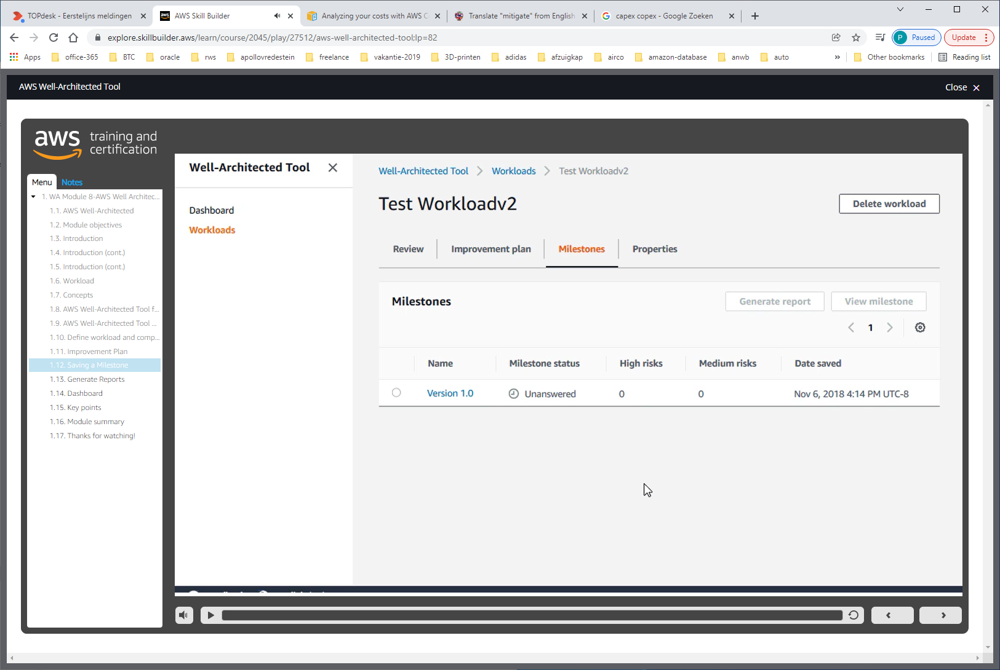 TOPdesk - Eerstelijns meldingen
AWS Skill Builder
Analyzing your costs with AWS C
Translate "mitigate" from English
capex copex - Google Zoeken
explore.skillbuilder.aws/learn/course/2045/play/27512/aws-well-architected-tool;lp=82
P Paused
Update
Apps
office-365
BTC
oracle
rws
apollovredestein
freelance
vakantie-2019
3D-printen
adidas
afzuigkap
airco
amazon-database
anwb
auto
»
Other bookmarks
Reading list
AWS Well-Architected Tool
Close
aws training and certification
Menu
Notes
1. WA Module 8-AWS Well Architec...
1.1. AWS Well-Architected
1.2. Module objectives
1.3. Introduction
1.4. Introduction (cont.)
1.5. Introduction (cont.)
1.6. Workload
1.7. Concepts
1.8. AWS Well-Architected Tool f...
1.9. AWS Well-Architected Tool ...
1.10. Define workload and comp...
1.11. Improvement Plan
1.12. Saving a Milestone
1.13. Generate Reports
1.14. Dashboard
1.15. Key points
1.16. Module summary
1.17. Thanks for watching!
Well-Architected Tool
Dashboard
Workloads
Well-Architected Tool > Workloads > Test Workloadv2
Test Workloadv2
Delete workload
Review
Improvement plan
Milestones
Properties
Milestones
Generate report
View milestone
1
Name
Milestone status
High risks
Medium risks
Date saved
Version 1.0
Unanswered
0
0
Nov 6, 2018 4:14 PM UTC-8